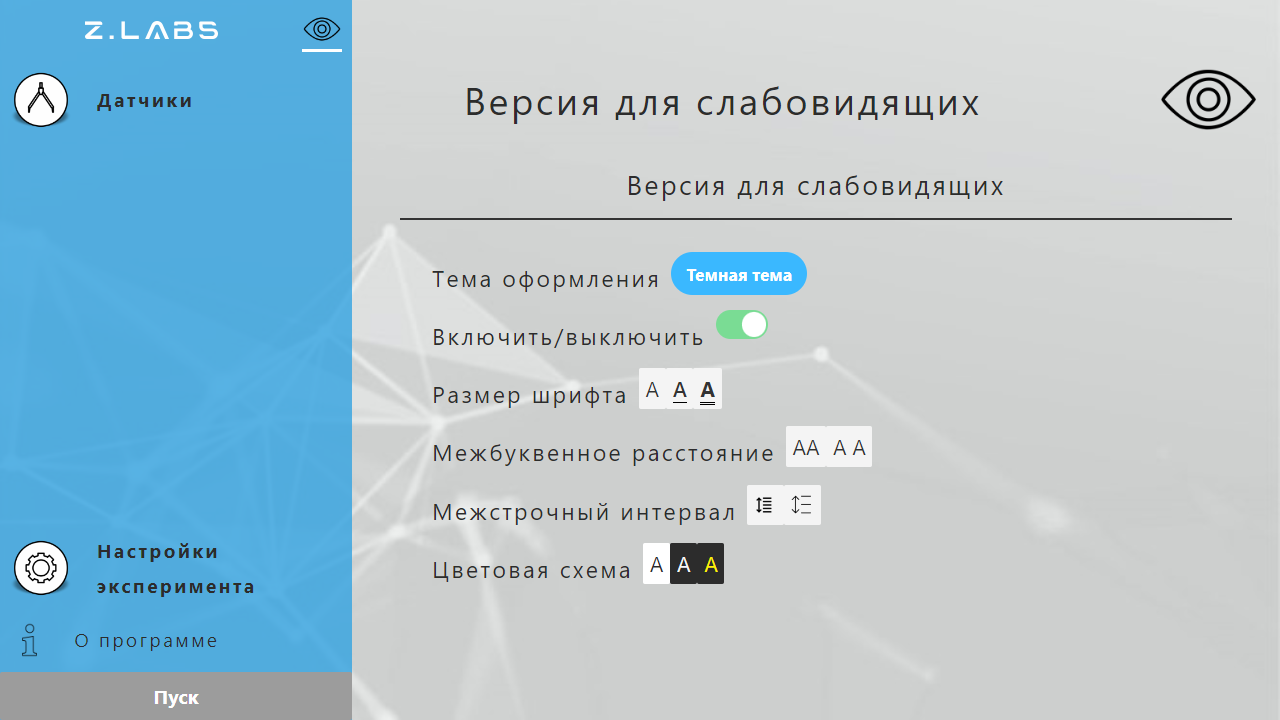 Z.LABS
Датчики
Настройки
эксперимента
О программе
Пуск
Версия для слабовидящих
Версия для слабовидящих
Тема оформления Темная тема
Включить/выключить
Размер шрифта A A A
Межбуквенное расстояние AA A A
Межстрочный интервал
Цветовая схема A A A